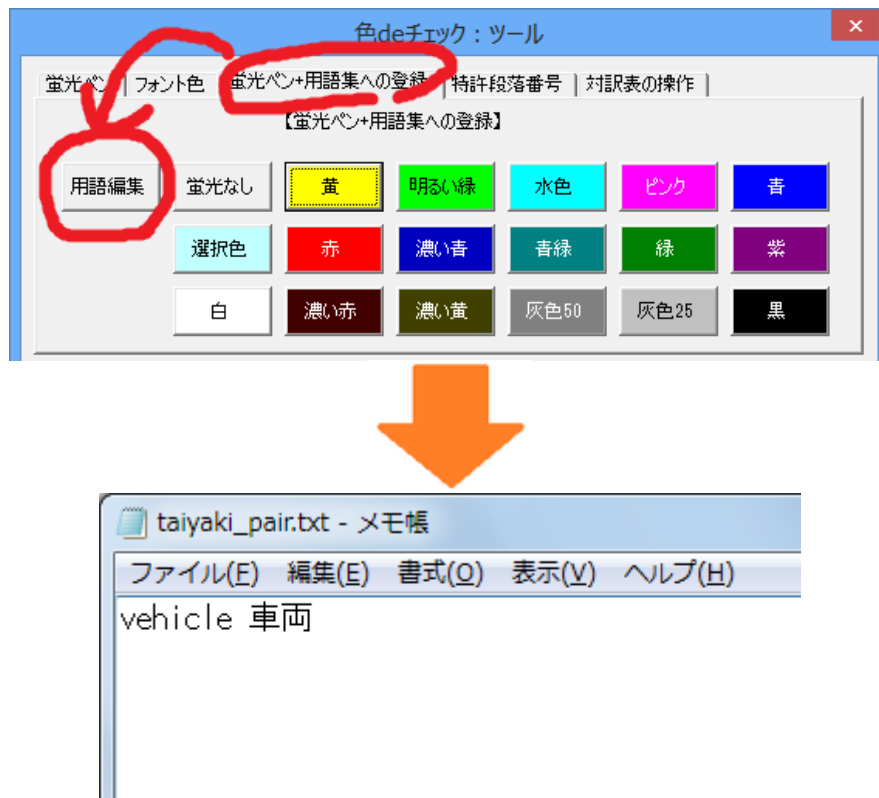 色deチェック：ツール
蛍光ペン フォント色 蛍光ペン+用語集への登録 特許段落番号 対訳表の操作
【蛍光ペン+用語集への登録】
用語編集 蛍光なし 黄 明るい緑 水色 ピンク 青
選択色 赤 濃い青 青緑 緑 紫
白 濃い赤 濃い黄 灰色50 灰色25 黒
taiyaki_pair.txt - メモ帳
ファイル(F) 編集(E) 書式(O) 表示(V) ヘルプ(H)
vehicle 車両